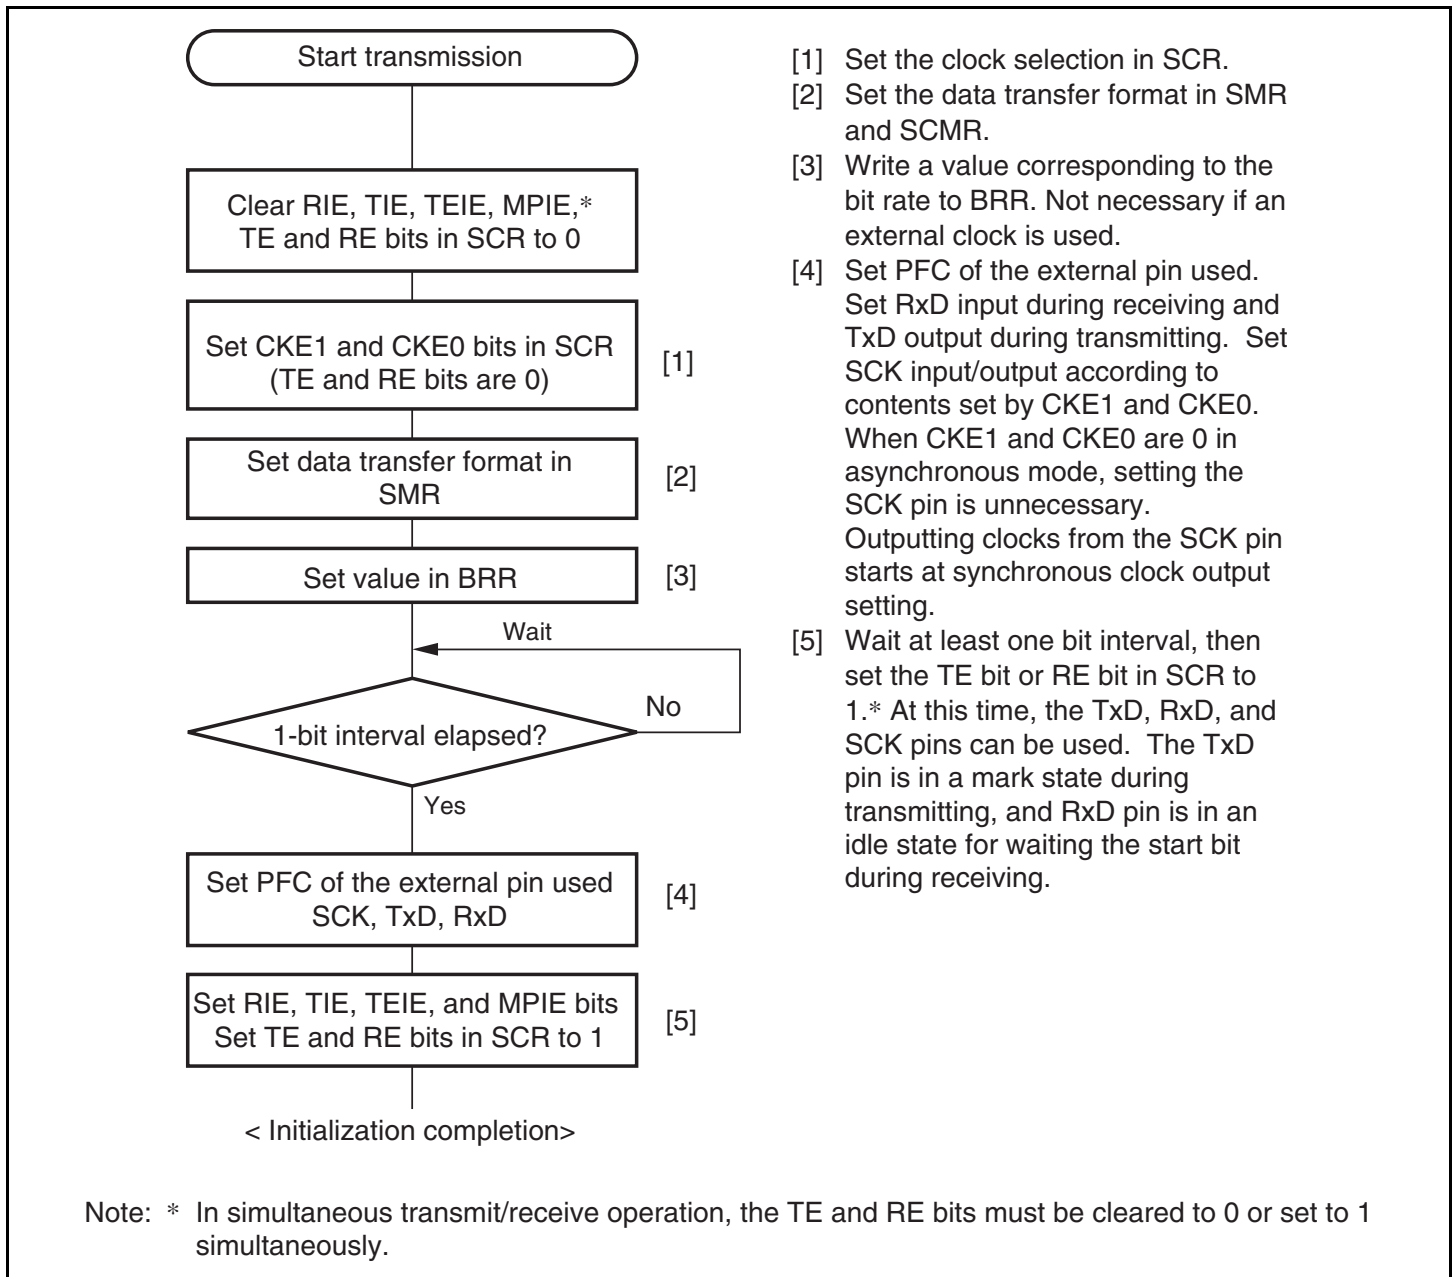 Start transmission
Clear RIE, TIE, TEIE, MPIE,*
TE and RE bits in SCR to 0
Set CKE1 and CKE0 bits in SCR
(TE and RE bits are 0)
[1]
Set data transfer format in
SMR
[2]
Set value in BRR
[3]
Wait
No
1-bit interval elapsed?
Yes
Set PFC of the external pin used
SCK, TxD, RxD
[4]
Set RIE, TIE, TEIE, and MPIE bits
Set TE and RE bits in SCR to 1
[5]
< Initialization completion>
[1] Set the clock selection in SCR.
[2] Set the data transfer format in SMR
and SCMR.
[3] Write a value corresponding to the
bit rate to BRR. Not necessary if an
external clock is used.
[4] Set PFC of the external pin used.
Set RxD input during receiving and
TxD output during transmitting. Set
SCK input/output according to
contents set by CKE1 and CKE0.
When CKE1 and CKE0 are 0 in
asynchronous mode, setting the
SCK pin is unnecessary.
Outputting clocks from the SCK pin
starts at synchronous clock output
setting.
[5] Wait at least one bit interval, then
set the TE bit or RE bit in SCR to
1.* At this time, the TxD, RxD, and
SCK pins can be used. The TxD
pin is in a mark state during
transmitting, and RxD pin is in an
idle state for waiting the start bit
during receiving.
Note: * In simultaneous transmit/receive operation, the TE and RE bits must be cleared to 0 or set to 1
simultaneously.